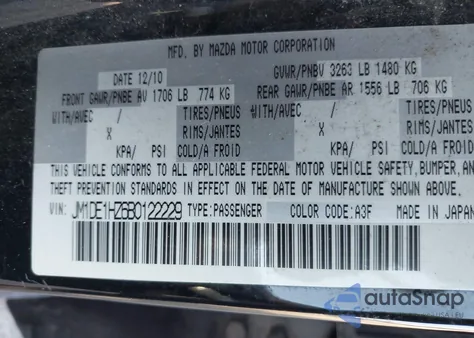 MFD. BY MAZDA MOTOR CORPORATION
DATE 12/10 GVWR/PNBV 3263 LB 1480 KG
FRONT GAWR/PNBE AV 1706 LB 774 KG REAR GAWR/PNBE AR 1556 LB 706 KG
WITH/AVEC / TIRES/PNEUS WITH/AVEC / TIRES/PNEUS
X RIMS/JANTES X RIMS/JANTES
KPA/ PSI COLD/A FROID KPA/ PSI COLD/A FROID
THIS VEHICLE CONFORMS TO ALL APPLICABLE FEDERAL MOTOR VEHICLE SAFETY, BUMPER, AN
THEFT PREVENTION STANDARDS IN EFFECT ON THE DATE OF MANUFACTURE SHOWN ABOVE.
JM1DE1HZ6B0122229 TYPE:PASSENGER COLOR CODE: A3F MADE IN JAPAN
autoSnap